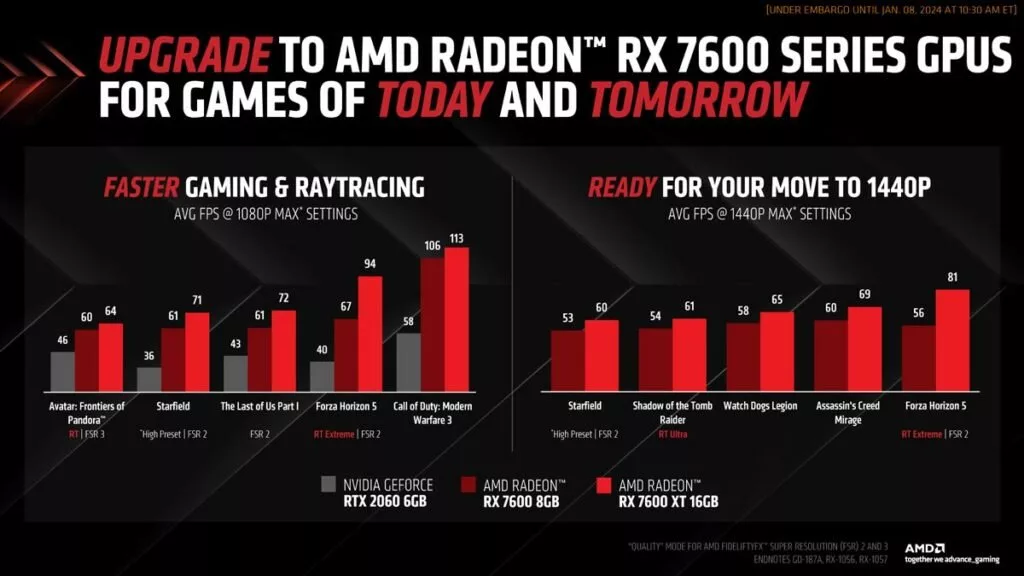 [UNDER EMBARGO UNTIL JAN. 08, 2024 AT 10:30 AM ET]
UPGRADE TO AMD RADEON™ RX 7600 SERIES GPUS
FOR GAMES OF TODAY AND TOMORROW
FASTER GAMING & RAYTRACING
AVG FPS @ 1080P MAX* SETTINGS
46 60 64
36 61 71
43 61 72
40 67 94
58 106 113
Avatar: Frontiers of
Pandora™
RT | FSR 3
Starfield
*High Preset | FSR 2
The Last of Us Part I
FSR 2
Forza Horizon 5
RT Extreme | FSR 2
Call of Duty: Modern
Warfare 3
READY FOR YOUR MOVE TO 1440P
AVG FPS @ 1440P MAX* SETTINGS
53 60
54 61
58 65
60 69
56 81
Starfield
*High Preset | FSR 2
Shadow of the Tomb
Raider
RT Ultra
Watch Dogs Legion
Assassin's Creed
Mirage
Forza Horizon 5
RT Extreme | FSR 2
NVIDIA GEFORCE
RTX 2060 6GB
AMD RADEON™
RX 7600 8GB
AMD RADEON™
RX 7600 XT 16GB
"QUALITY" MODE FOR AMD FIDELITYFX™ SUPER RESOLUTION (FSR) 2 AND 3
ENDNOTES GD-187A, RX-1056, RX-1057
AMD
together we advance_gaming